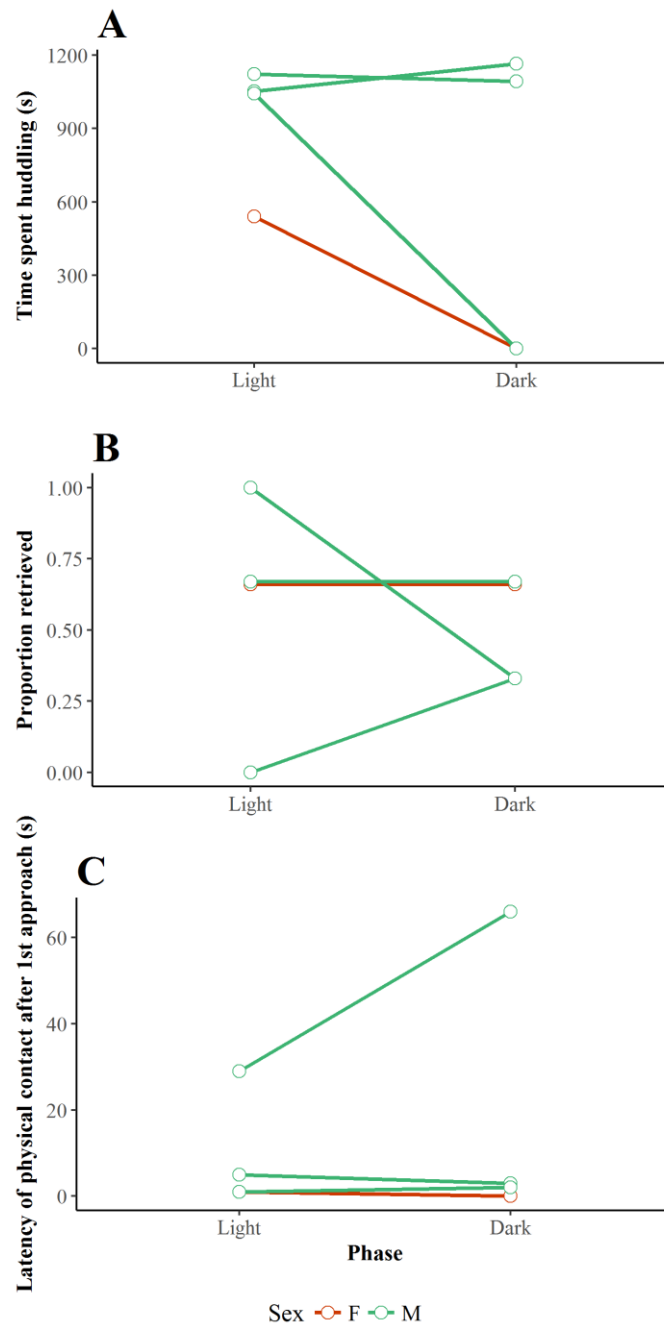 A
Time spent huddling (s)
1200
900
600
300
0
Light Dark
B
Proportion retrieved
1.00
0.75
0.50
0.25
0.00
Light Dark
C
Latency of physical contact after 1st approach (s)
60
40
20
0
Light Dark
Phase
Sex F M